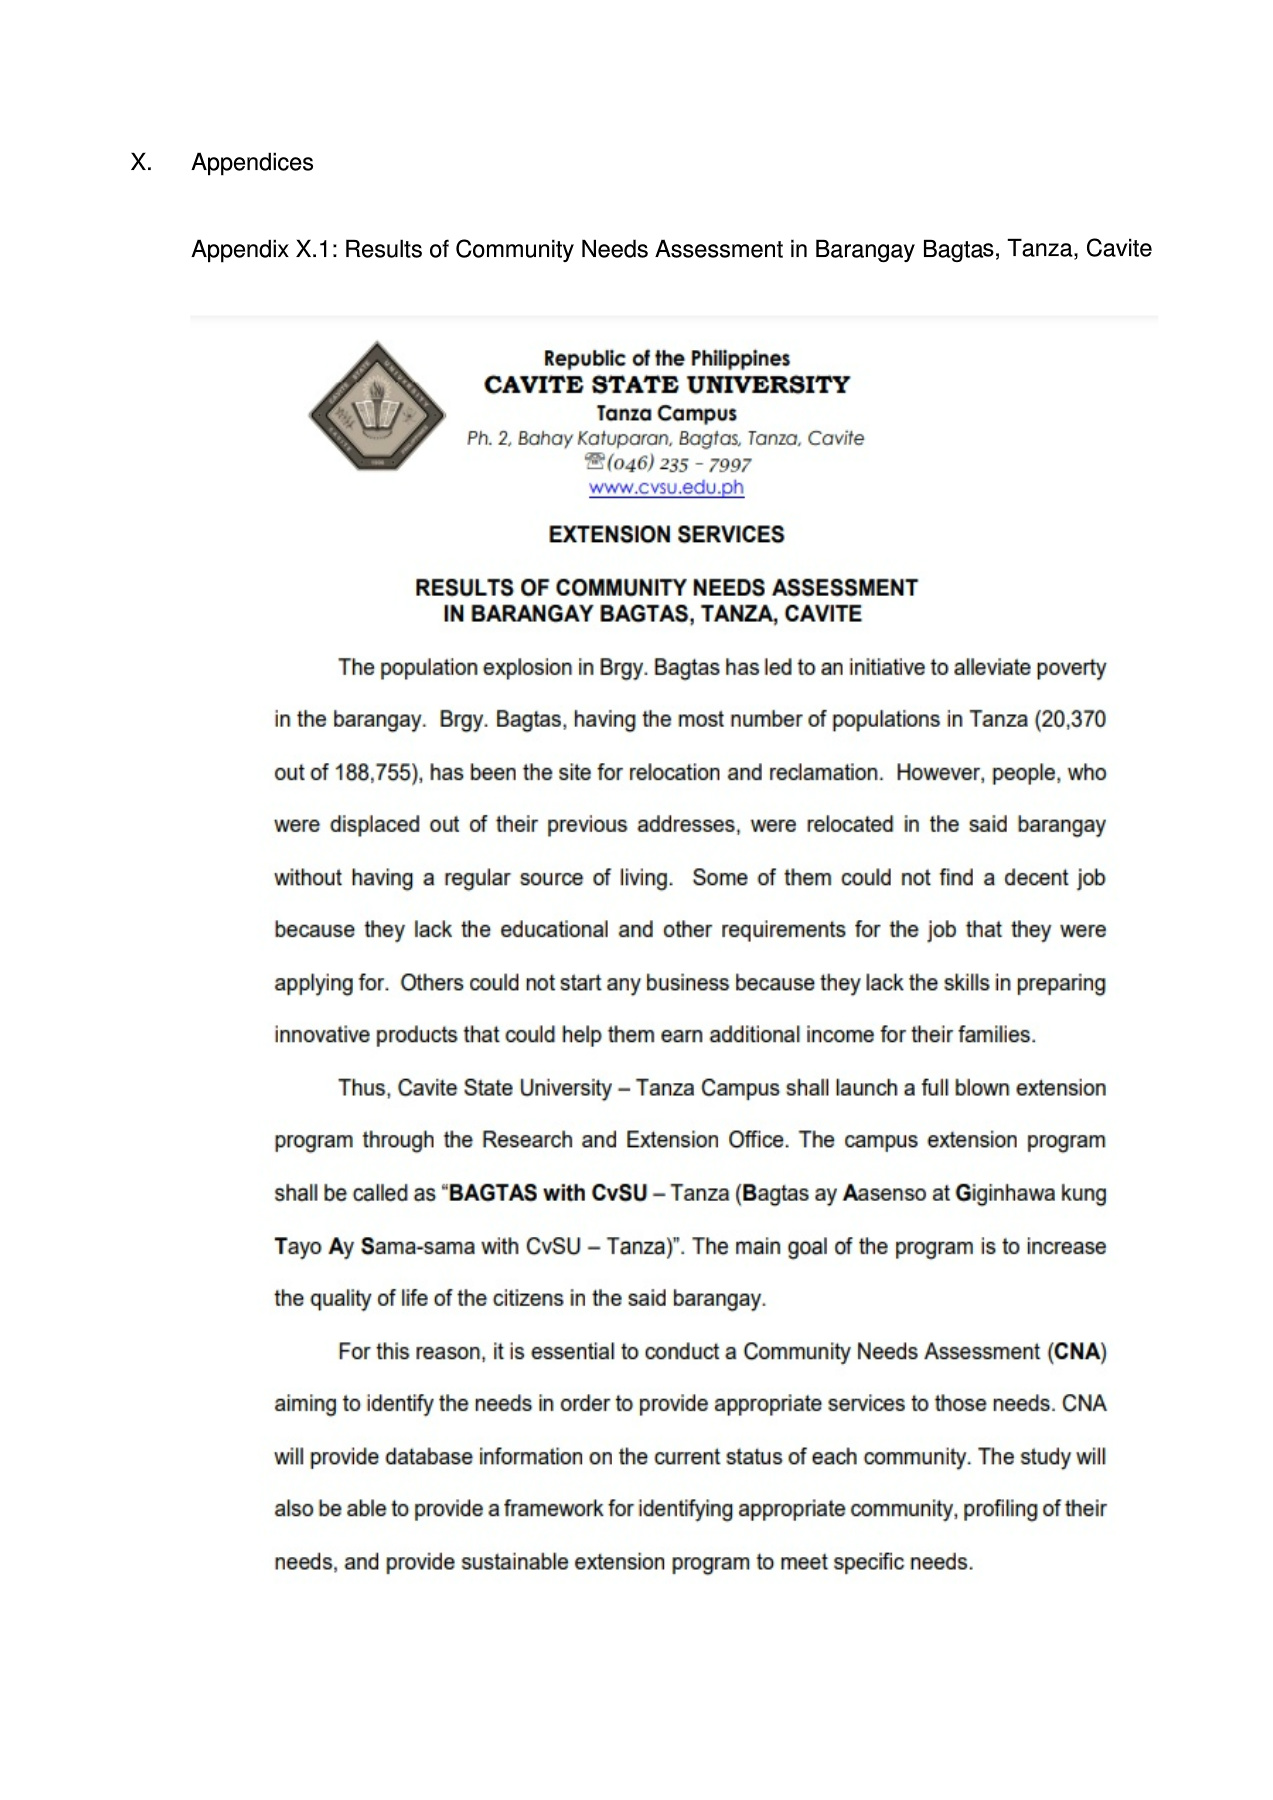 X. Appendices
Appendix X.1: Results of Community Needs Assessment in Barangay Bagtas, Tanza, Cavite
Republic of the Philippines
CAVITE STATE UNIVERSITY
Tanza Campus
Ph. 2, Bahay Katuparan, Bagtas, Tanza, Cavite
☏(046) 235 - 7997
www.cvsu.edu.ph
EXTENSION SERVICES
RESULTS OF COMMUNITY NEEDS ASSESSMENT
IN BARANGAY BAGTAS, TANZA, CAVITE
The population explosion in Brgy. Bagtas has led to an initiative to alleviate poverty
in the barangay. Brgy. Bagtas, having the most number of populations in Tanza (20,370
out of 188,755), has been the site for relocation and reclamation. However, people, who
were displaced out of their previous addresses, were relocated in the said barangay
without having a regular source of living. Some of them could not find a decent job
because they lack the educational and other requirements for the job that they were
applying for. Others could not start any business because they lack the skills in preparing
innovative products that could help them earn additional income for their families.
Thus, Cavite State University – Tanza Campus shall launch a full blown extension
program through the Research and Extension Office. The campus extension program
shall be called as “BAGTAS with CvSU – Tanza (Bagtas ay Aasenso at Giginhawa kung
Tayo Ay Sama-sama with CvSU – Tanza)”. The main goal of the program is to increase
the quality of life of the citizens in the said barangay.
For this reason, it is essential to conduct a Community Needs Assessment (CNA)
aiming to identify the needs in order to provide appropriate services to those needs. CNA
will provide database information on the current status of each community. The study will
also be able to provide a framework for identifying appropriate community, profiling of their
needs, and provide sustainable extension program to meet specific needs.